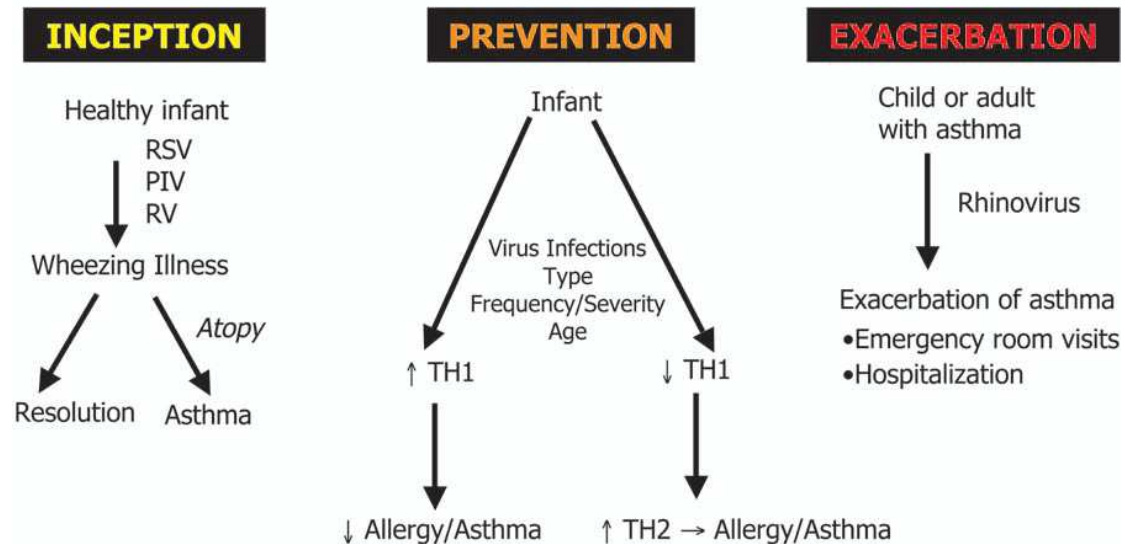 INCEPTION
Healthy infant
RSV
PIV
RV
Wheezing Illness
Atopy
Resolution
Asthma
PREVENTION
Infant
Virus Infections
Type
Frequency/Severity
Age
↑ TH1
↓ TH1
↓ Allergy/Asthma
↑ TH2 → Allergy/Asthma
EXACERBATION
Child or adult
with asthma
Rhinovirus
Exacerbation of asthma
•Emergency room visits
•Hospitalization